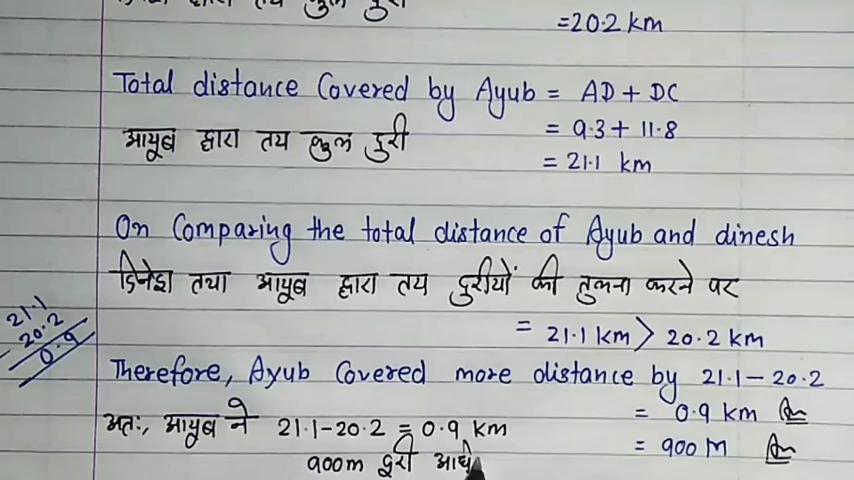 द्वारा तय कुल दुरी
=20.2 km
Total distance Covered by Ayub = AD + DC
आयूब द्वारा तय कुल दुरी = 9.3 + 11.8
= 21.1 km
On Comparing the total distance of Ayub and dinesh
दिनेश तथा आयूब द्वारा तय दुरीयों की तुलना करने पर
= 21.1 km > 20.2 km
21.1
- 20.2
0.9
Therefore, Ayub Covered more distance by 21.1 - 20.2
= 0.9 km
अतः, आयूब ने 21.1-20.2 = 0.9 km
= 900 M
900m दूरी